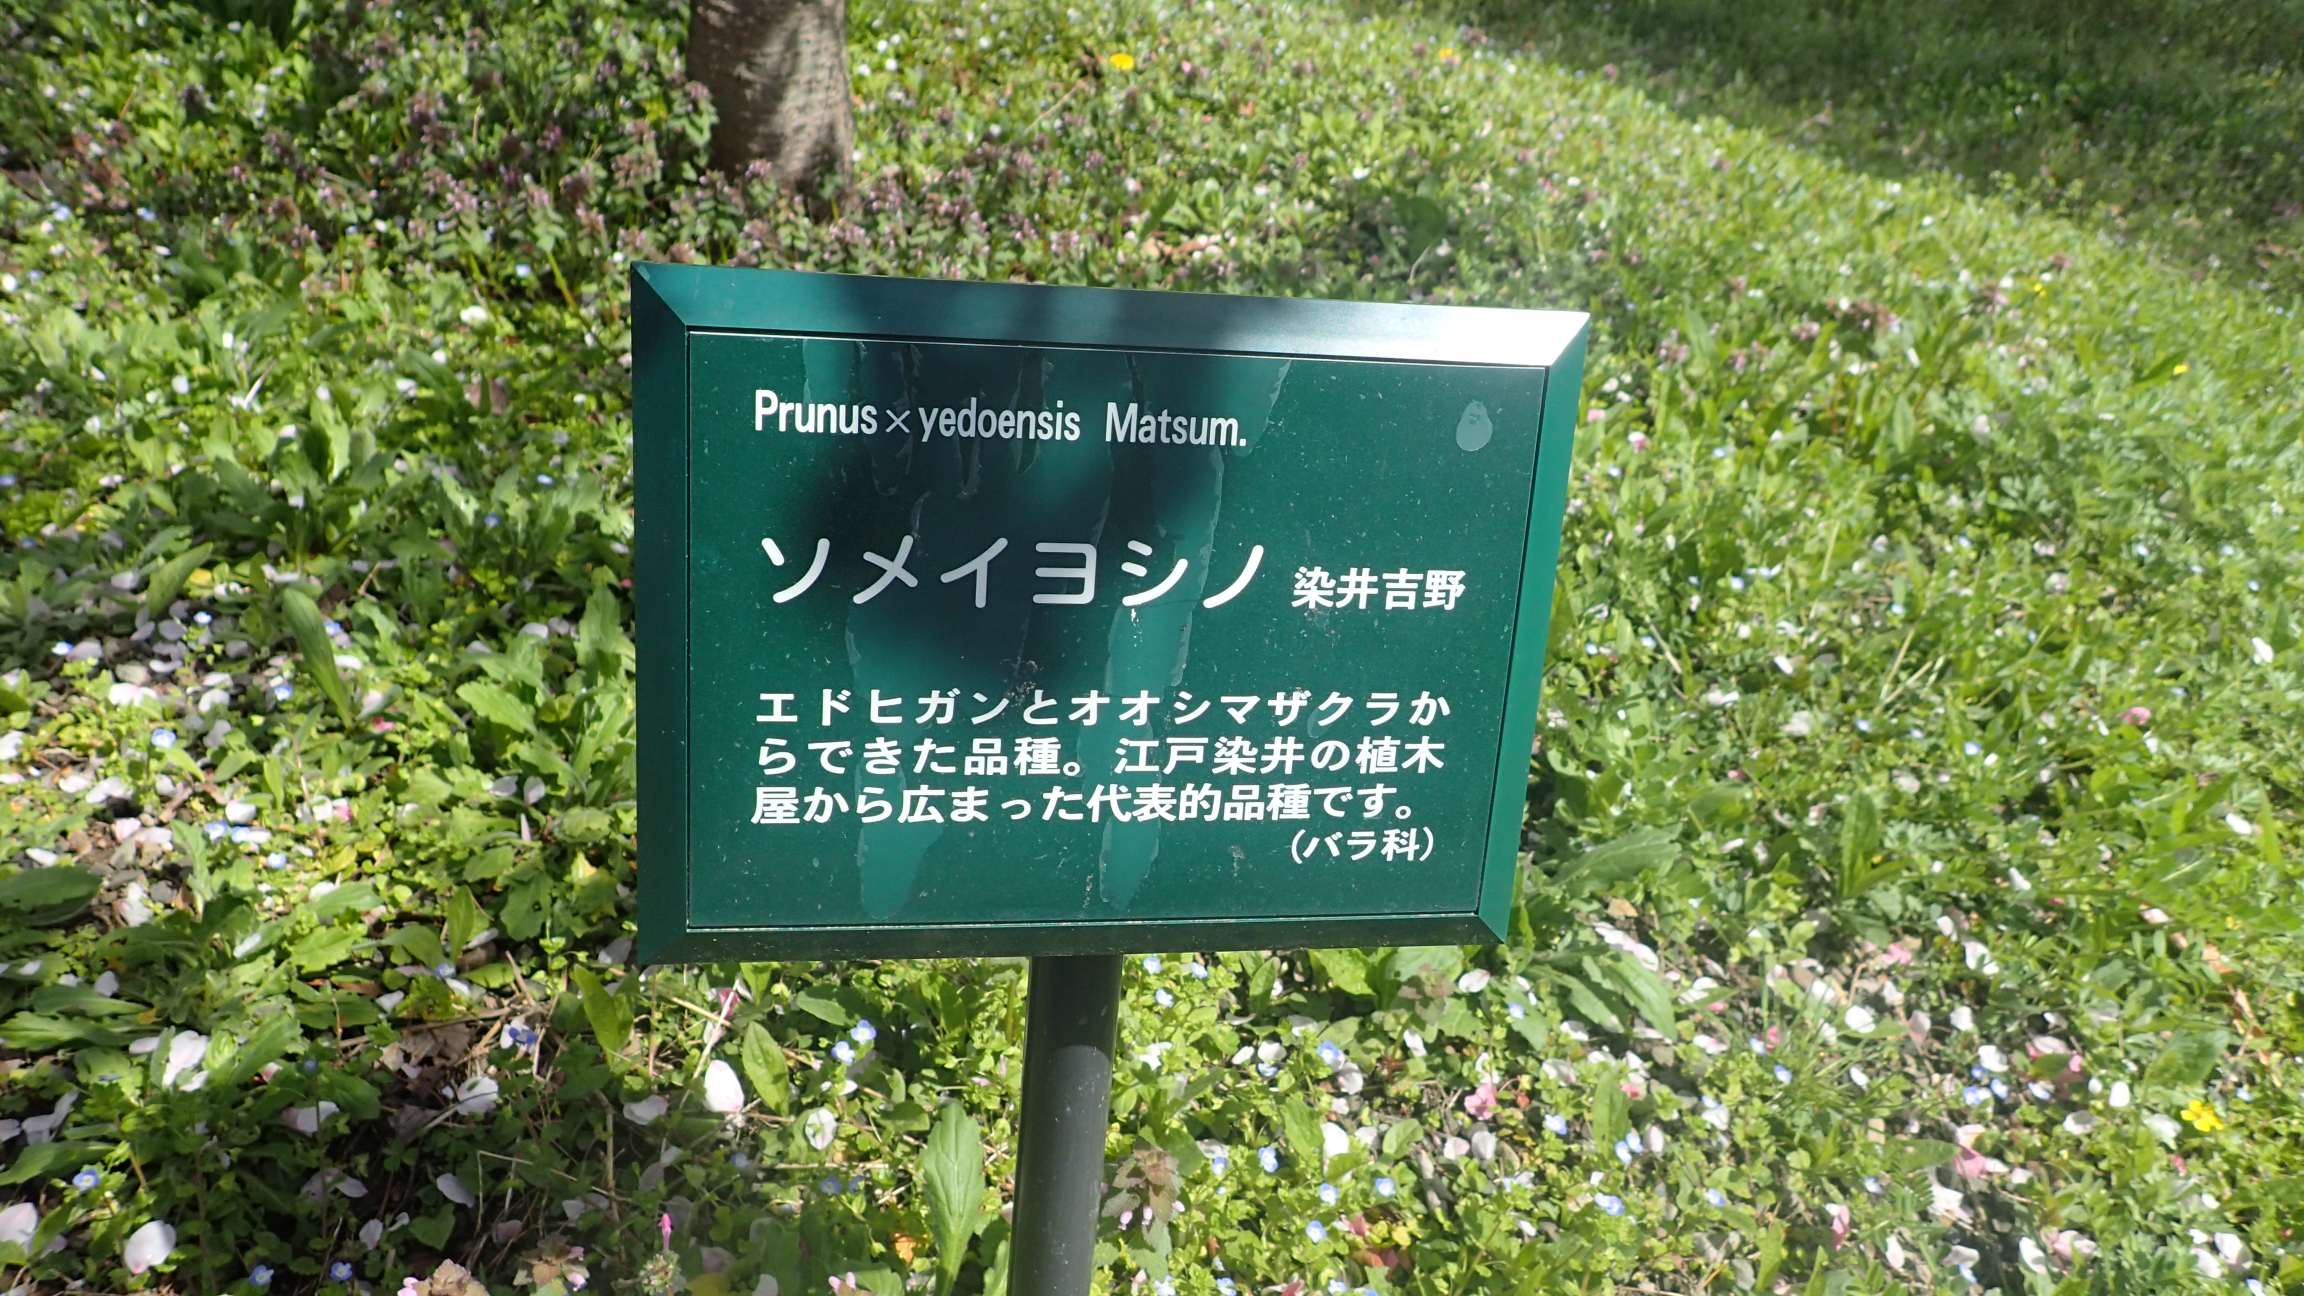 Prunus×yedoensis Matsum.
ソメイヨシノ 染井吉野
エドヒガンとオオシマザクラか
らできた品種。江戸染井の植木
屋から広まった代表的品種です。
(バラ科)